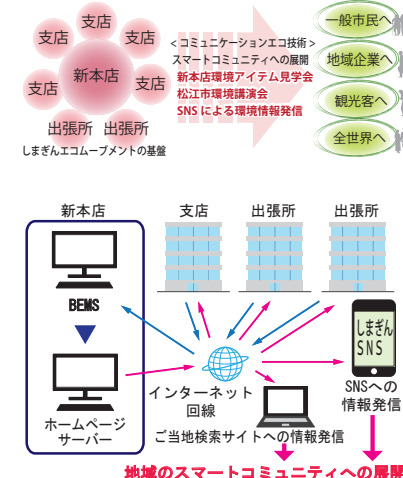 支店
支店
支店
支店
新本店
支店
出張所
出張所
しまぎんエコムーブメントの基盤
<コミュニケーションエコ技術>
スマートコミュニティへの展開
新本店環境アイテム見学会
松江市環境講演会
SNSによる環境情報発信
一般市民へ
地域企業へ
観光客へ
全世界へ
新本店
支店
出張所
出張所
BEMS
しまぎん
SNS
インターネット
回線
SNSへの
情報発信
ホームページ
サーバー
ご当地検索サイトへの情報発信
地域のスマートコミュニティへの展開